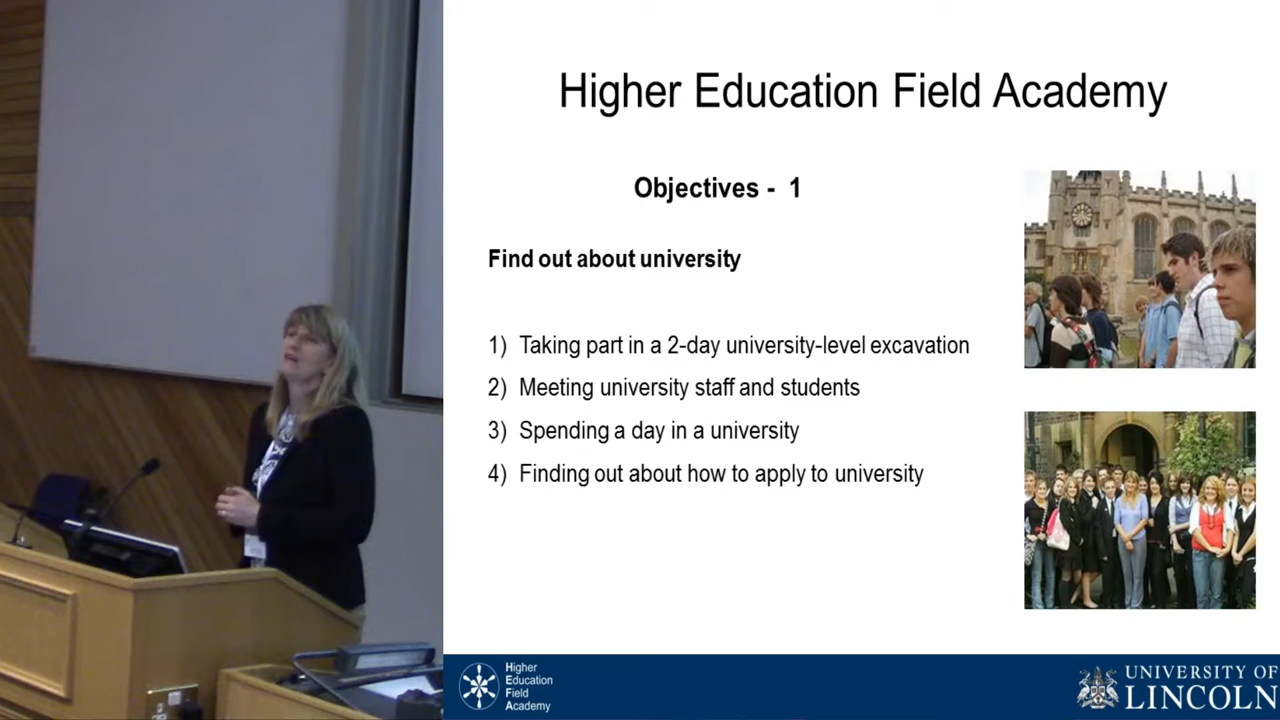 Higher Education Field Academy
Objectives - 1
Find out about university
1) Taking part in a 2-day university-level excavation
2) Meeting university staff and students
3) Spending a day in a university
4) Finding out about how to apply to university
Higher
Education
Field
Academy
UNIVERSITY OF
LINCOLN